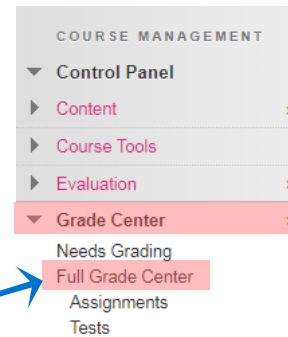 COURSE MANAGEMENT
Control Panel
Content
Course Tools
Evaluation
Grade Center
Needs Grading
Full Grade Center
Assignments
Tests